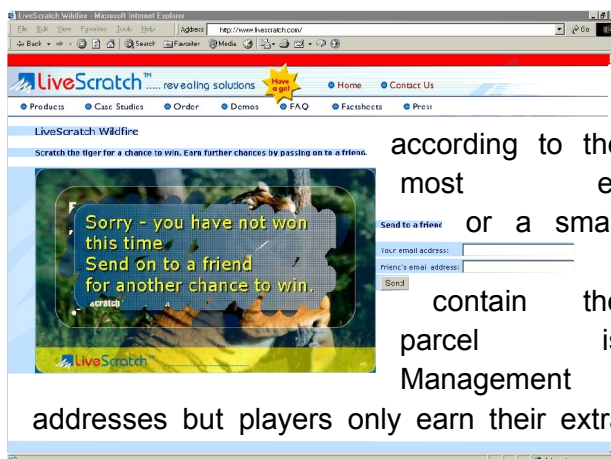 LiveScratch Wildfire - Microsoft Internet Explorer
File Edit View Favorites Tools Help Address http://www.livescratch.com/ Go
Back Search Favorites Media
LiveScratch™..... revealing solutions Have a go! Home Contact Us
Products Case Studies Order Demos FAQ Factsheets Press
LiveScratch Wildfire
Scratch the tiger for a chance to win. Earn further chances by passing on to a friend.
according to the
most e
Send to a friend or a sma
Sorry - you have not won
this time
Send on to a friend
for another chance to win.
scratch
Your email address:
Friend's email address:
Send
contain the
parcel is
Management
LiveScratch™
addresses but players only earn their extra